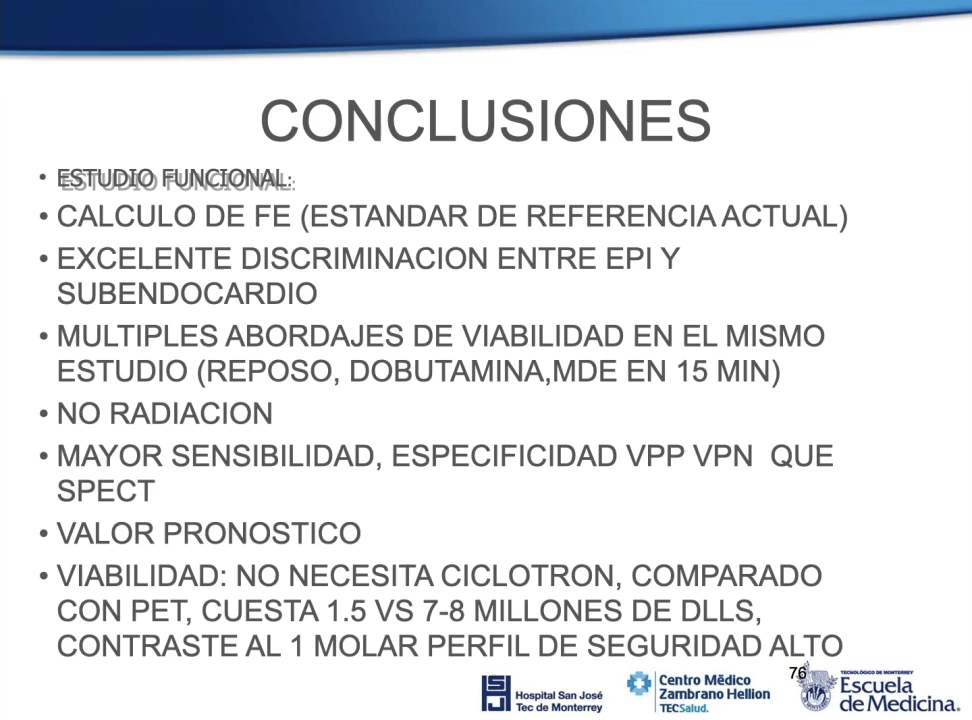 CONCLUSIONES
• ESTUDIO FUNCIONAL:
• CALCULO DE FE (ESTANDAR DE REFERENCIA ACTUAL)
• EXCELENTE DISCRIMINACION ENTRE EPI Y
SUBENDOCARDIO
• MULTIPLES ABORDAJES DE VIABILIDAD EN EL MISMO
ESTUDIO (REPOSO, DOBUTAMINA,MDE EN 15 MIN)
• NO RADIACION
• MAYOR SENSIBILIDAD, ESPECIFICIDAD VPP VPN  QUE
SPECT
• VALOR PRONOSTICO
• VIABILIDAD: NO NECESITA CICLOTRON, COMPARADO
CON PET, CUESTA 1.5 VS 7-8 MILLONES DE DLLS,
CONTRASTE AL 1 MOLAR PERFIL DE SEGURIDAD ALTO
76
Hospital San José
Tec de Monterrey
Centro Médico
Zambrano Hellion
TECSalud.
TECNOLÓGICO DE MONTERREY
Escuela
de Medicina.